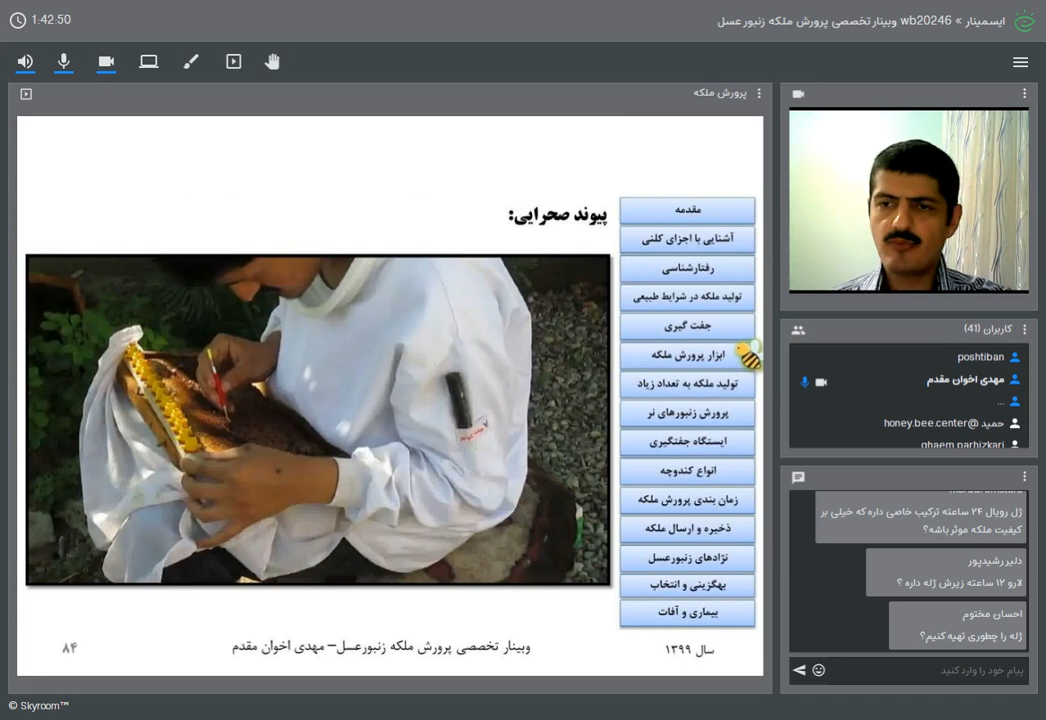 1:42.50
ایسمینار » wb20246 وبینار تخصصی پرورش ملکه زنبور عسل
پرورش ملکه
پیوند صحرایی:
مقدمه
آشنایی با اجزای کلنی
رفتارشناسی
تولید ملکه در شرایط طبیعی
جفت گیری
ابزار پرورش ملکه
تولید ملکه به تعداد زیاد
پرورش زنبورهای نر
ایستگاه جفتگیری
انواع کندوچه
زمان بندی پرورش ملکه
ذخیره و ارسال ملکه
نژادهای زنبورعسل
بهگزینی و انتخاب
بیماری و آفات
سال ۱۳۹۹
وبینار تخصصی پرورش ملکه زنبورعسل– مهدی اخوان مقدم
۸۴
کاربران (41)
poshtiban
مهدی اخوان مقدم
...
حمید @honey.bee.center
ghaem parhizkari
ژل رویال ۲۴ ساعته ترکیب خاصی داره که خیلی بر
کیفیت ملکه موثر باشه؟
دلیر رشیدپور
لارو ۱۲ ساعته زیرش ژله داره ؟
احسان مختوم
ژله را چطوری تهیه کنیم؟
پیام خود را وارد کنید
© Skyroom™